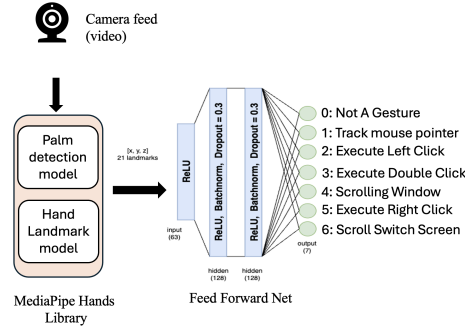 Camera feed
(video)
Palm
detection
model
Hand
Landmark
model
MediaPipe Hands
Library
[x, y, z]
21 landmarks
ReLU
input
(63)
ReLU, Batchnorm, Dropout = 0.3
hidden
(128)
ReLU, Batchnorm, Dropout = 0.3
hidden
(128)
Feed Forward Net
0: Not A Gesture
1: Track mouse pointer
2: Execute Left Click
3: Execute Double Click
4: Scrolling Window
5: Execute Right Click
6: Scroll Switch Screen
output
(7)